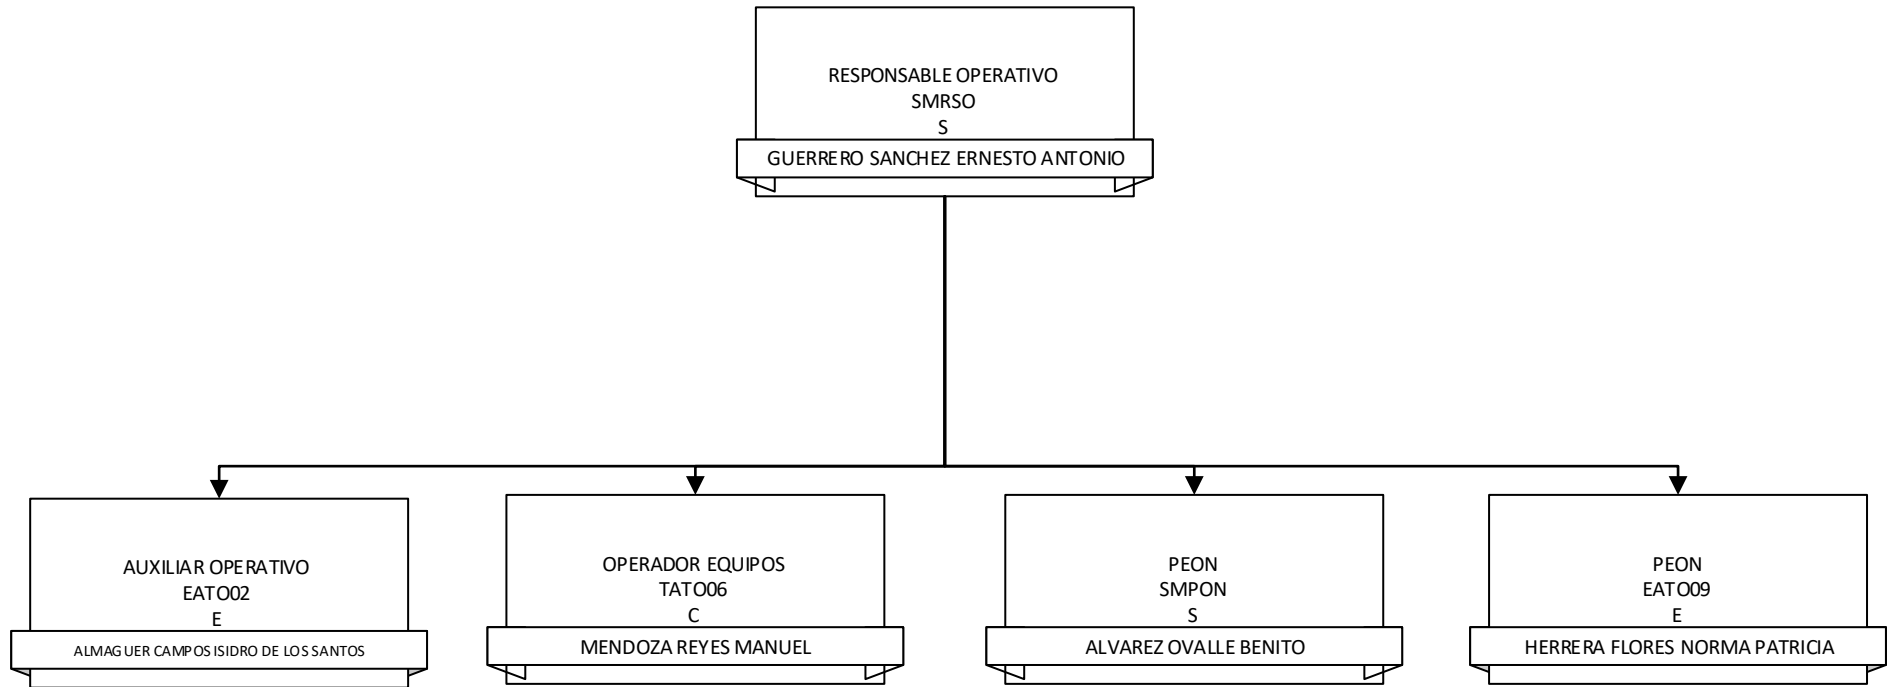 RESPONSABLE OPERATIVO
SMRSO
S
GUERRERO SANCHEZ ERNESTO ANTONIO
AUXILIAR OPERATIVO
EATO02
E
ALMAGUER CAMPOS ISIDRO DE LOS SANTOS
OPERADOR EQUIPOS
TATO06
C
MENDOZA REYES MANUEL
PEON
SMPON
S
ALVAREZ OVALLE BENITO
PEON
EATO09
E
HERRERA FLORES NORMA PATRICIA